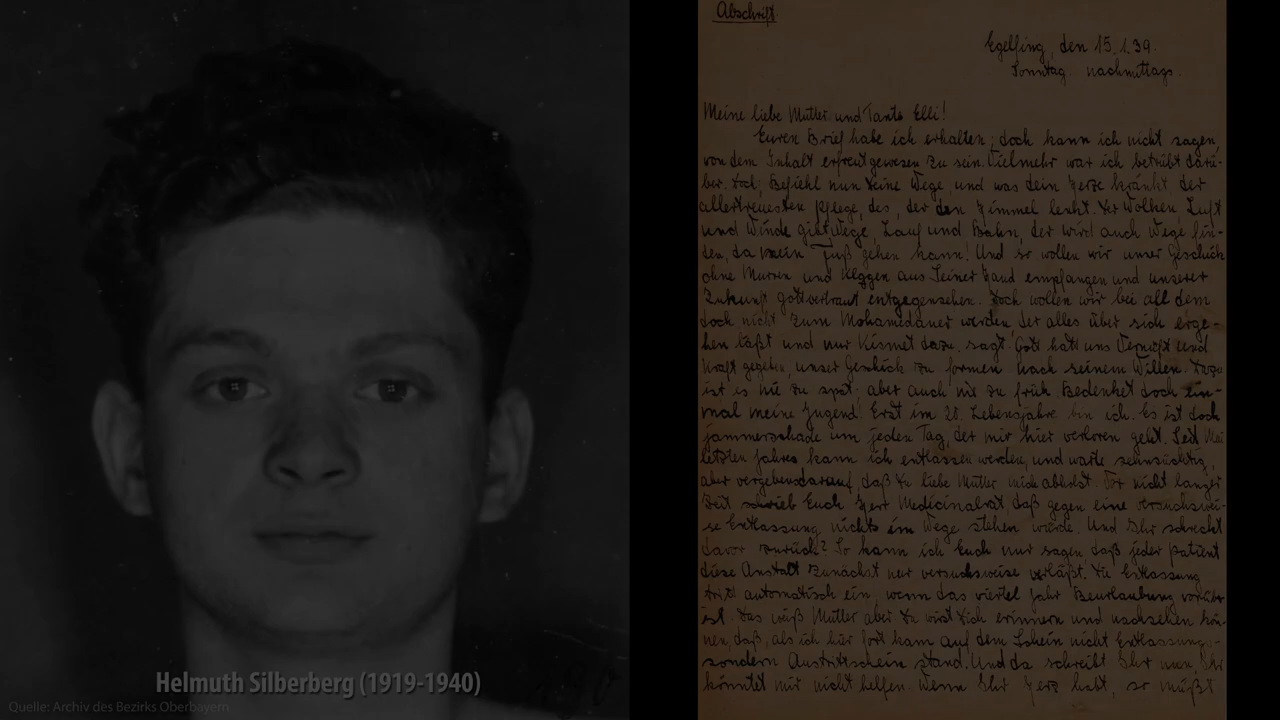 Helmuth Silberberg (1919-1940)
Quelle: Archiv des Bezirks Oberbayern
Abschrift
Egelfing, den 15.1.39.
Sonntag nachmittags.
Meine liebe Mutter und Tante Elli!
Euren Brief habe ich erhalten; doch kann ich nicht sagen,
von dem Inhalt erfreut gewesen zu sein. Vielmehr war ich betrübt darü-
ber. Doch: Befiehl nun Deine Wege und was dein Herze kränkt der
allertreuesten Pflege, des, der den Himmel lenkt. Der Wolken Luft
und Winde gibt Wege, Lauf und Bahn, der wird auch Wege fin-
den, da Dein Fuß gehen kann! Und so wollen wir unser Geschick
ohne Murren und Klagen aus Seiner Hand empfangen und unserer
Zukunft gottvertraut entgegensehen. Doch wollen wir bei all dem
doch nicht zum Mohamedaner werden, der alles über sich erge-
hen läßt und nur Kismet dazu sagt. Gott hat uns Vernunft und
Kraft gegeben unser Geschick zu formen nach seinem Willen. Dazu
ist es nie zu spät; aber auch nie zu früh. Bedenket doch ein-
mal meine Jugend! Erst im 20. Lebensjahre bin ich. Es ist doch
jammerschade um jeden Tag, der mir hier verloren geht. Seit Mai
letzten Jahres kann ich entlassen werden, und warte sehnsüchtig,
aber vergebens darauf, daß Du liebe Mutter mich abholst. Vor nicht langer
Zeit schrieb Euch Herr Medicinalrat daß gegen eine versuchswei-
se Entlassung nichts im Wege stehen würde. Und Ihr schreckt
davor zurück? So kann ich Euch nur sagen daß jeder Patient
diese Anstalt zunächst nur versuchsweise verläßt. Die Entlassung
tritt automatisch ein, wenn das viertel Jahr Beurlaubung vorüber
ist. Das weiß Mutter aber Du wirst Dich erinnern und nachsehen kön-
nen, daß, als ich hür fort kam auf dem Schein nicht Entlassungs-
sondern Austrittschein stand. Und da schreibt Ihr nun, Ihr
könntet mir nicht helfen. Wenn Ihr Herz habt, so müßt